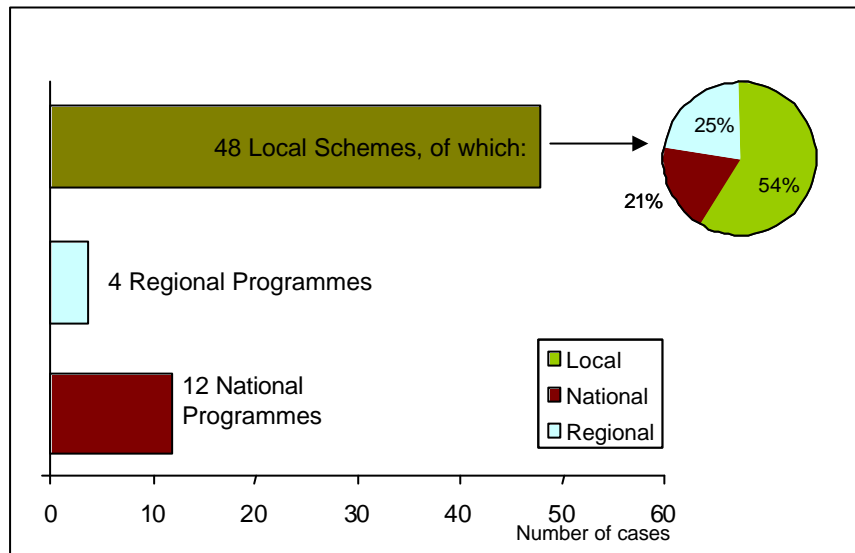 48 Local Schemes, of which:
25%
54%
21%
4 Regional Programmes
12 National
Programmes
Local
National
Regional
0 10 20 30 40 50 60
Number of cases